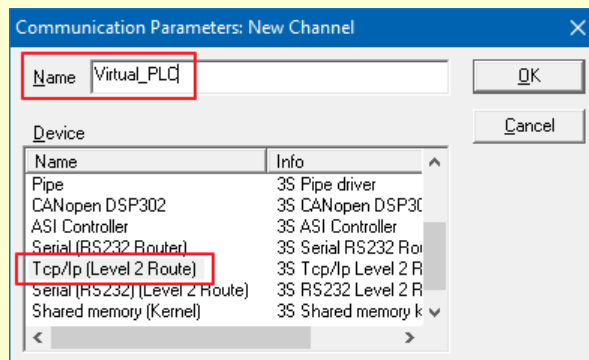 Communication Parameters: New Channel
Name Virtual_PLC OK
Cancel
Device
Name Info
Pipe 3S Pipe driver
CANopen DSP302 3S CANopen DSP30
ASI Controller 3S ASI Controller
Serial (RS232 Router) 3S Serial RS232 Rou
Tcp/Ip (Level 2 Route) 3S Tcp/Ip Level 2 R
Serial (RS232) (Level 2 Route) 3S RS232 Level 2 R
Shared memory (Kernel) 3S Shared memory k